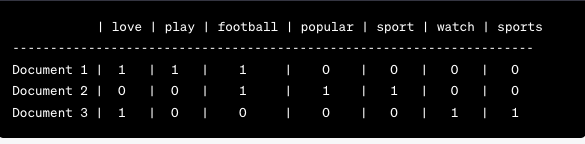 | love | play | football | popular | sport | watch | sports
--------------------------------------------------------------------
Document 1 | 1 | 1 | 1 | 0 | 0 | 0 | 0
Document 2 | 0 | 0 | 1 | 1 | 1 | 0 | 0
Document 3 | 1 | 0 | 0 | 0 | 0 | 1 | 1